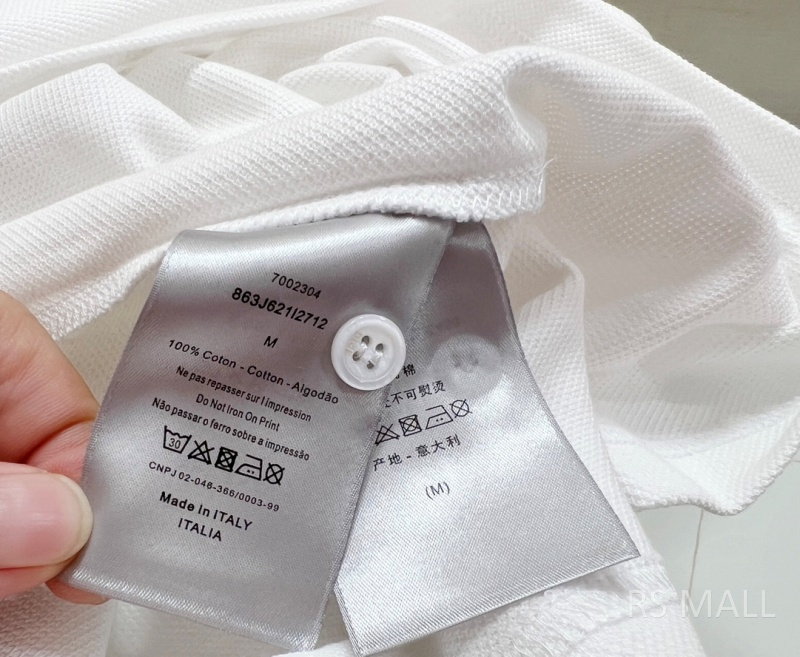 7002304
863J621I2712
M
100% Coton - Cotton - Algodão
Ne pas repasser sur l impression
Do Not Iron On Print
Não passar o ferro sobre a impressão
30
CNPJ 02-046-366/0003-99
Made in ITALY
ITALIA
棉
不可熨烫
产地 - 意大利
(M)
RS MALL